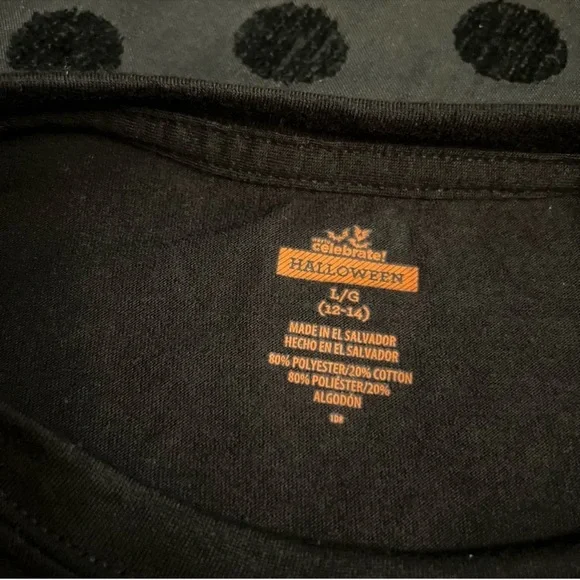 celebrate!
HALLOWEEN
L/G
(12-14)
MADE IN EL SALVADOR
HECHO EN EL SALVADOR
80% POLYESTER/20% COTTON
80% POLIÉSTER/20%
ALGODÓN